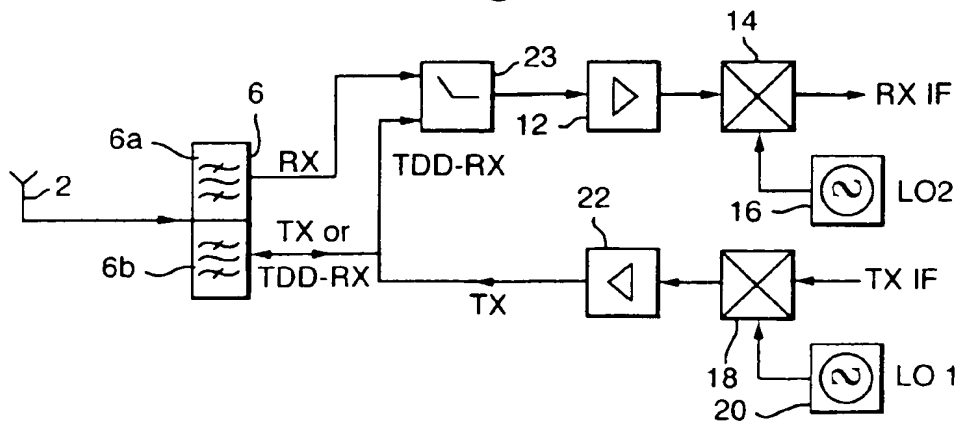 14
6
23
RX IF
2
6a
12
RX
TDD-RX
22
16
LO2
TX or
6b
TDD-RX
TX
TX IF
18
LO 1
20